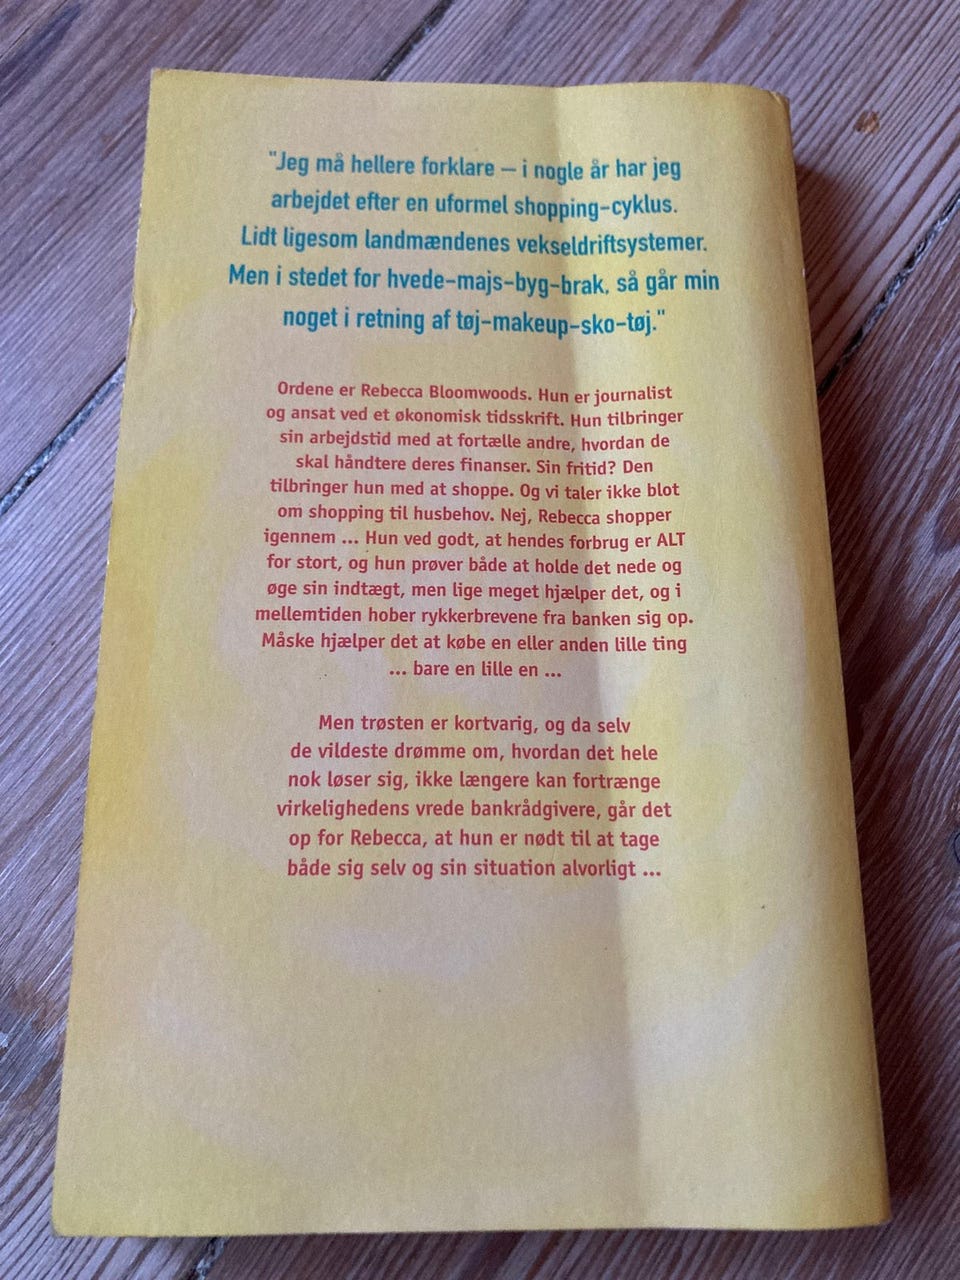 "Jeg må hellere forklare – i nogle år har jeg
arbejdet efter en uformel shopping-cyklus.
Lidt ligesom landmændenes vekseldriftsystemer.
Men i stedet for hvede-majs-byg-brak, så går min
noget i retning af tøj-makeup-sko-tøj."
Ordene er Rebecca Bloomwoods. Hun er journalist
og ansat ved et økonomisk tidsskrift. Hun tilbringer
sin arbejdstid med at fortælle andre, hvordan de
skal håndtere deres finanser. Sin fritid? Den
tilbringer hun med at shoppe. Og vi taler ikke blot
om shopping til husbehov. Nej, Rebecca shopper
igennem ... Hun ved godt, at hendes forbrug er ALT
for stort, og hun prøver både at holde det nede og
øge sin indtægt, men lige meget hjælper det, og i
mellemtiden hober rykkerbrevene fra banken sig op.
Måske hjælper det at købe en eller anden lille ting
... bare en lille en ...
Men trøsten er kortvarig, og da selv
de vildeste drømme om, hvordan det hele
nok løser sig, ikke længere kan fortrænge
virkelighedens vrede bankrådgivere, går det
op for Rebecca, at hun er nødt til at tage
både sig selv og sin situation alvorligt ...